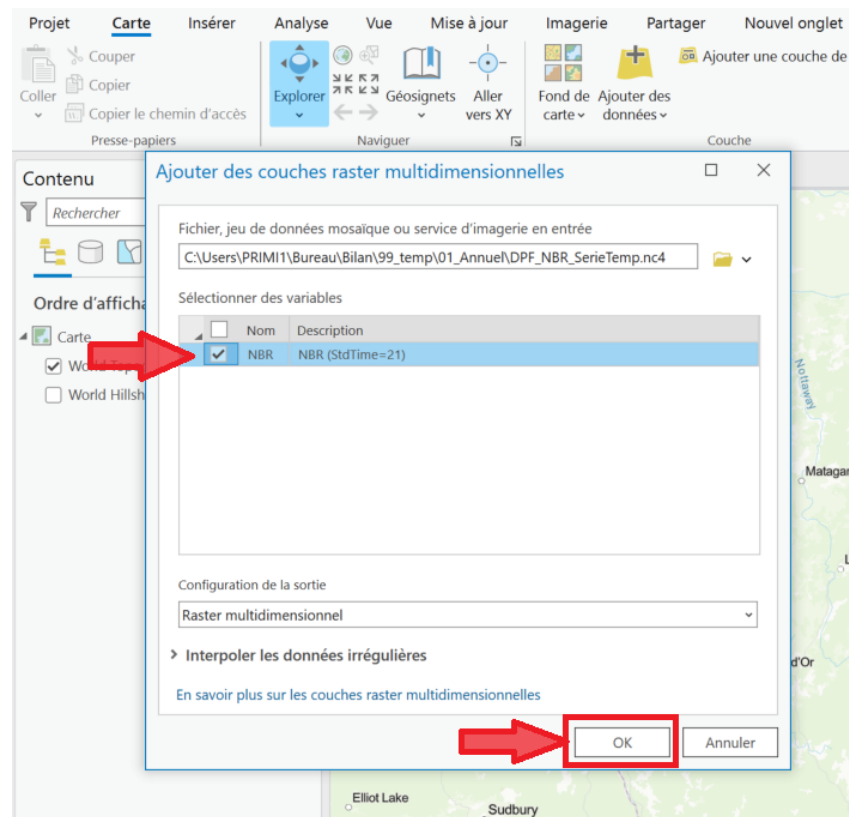 Projet Carte Insérer Analyse Vue Mise à jour Imagerie Partager Nouvel onglet
Coller
Couper
Copier
Copier le chemin d'accès
Presse-papiers
Explorer
Géosignets
Aller
vers XY
Naviguer
Fond de
carte
Ajouter des
données
Ajouter une couche de
Couche
Contenu
Rechercher
Ordre d'afficha
Carte
World Topo
World Hillsh
Ajouter des couches raster multidimensionnelles
Fichier, jeu de données mosaïque ou service d'imagerie en entrée
C:\Users\PRIMI1\Bureau\Bilan\99_temp\01_Annuel\DPF_NBR_SerieTemp.nc4
Sélectionner des variables
Nom Description
NBR NBR (StdTime=21)
Configuration de la sortie
Raster multidimensionnel
Interpoler les données irrégulières
En savoir plus sur les couches raster multidimensionnelles
OK Annuler
Nottaway
Matagar
L
d'Or
Elliot Lake
Sudbury